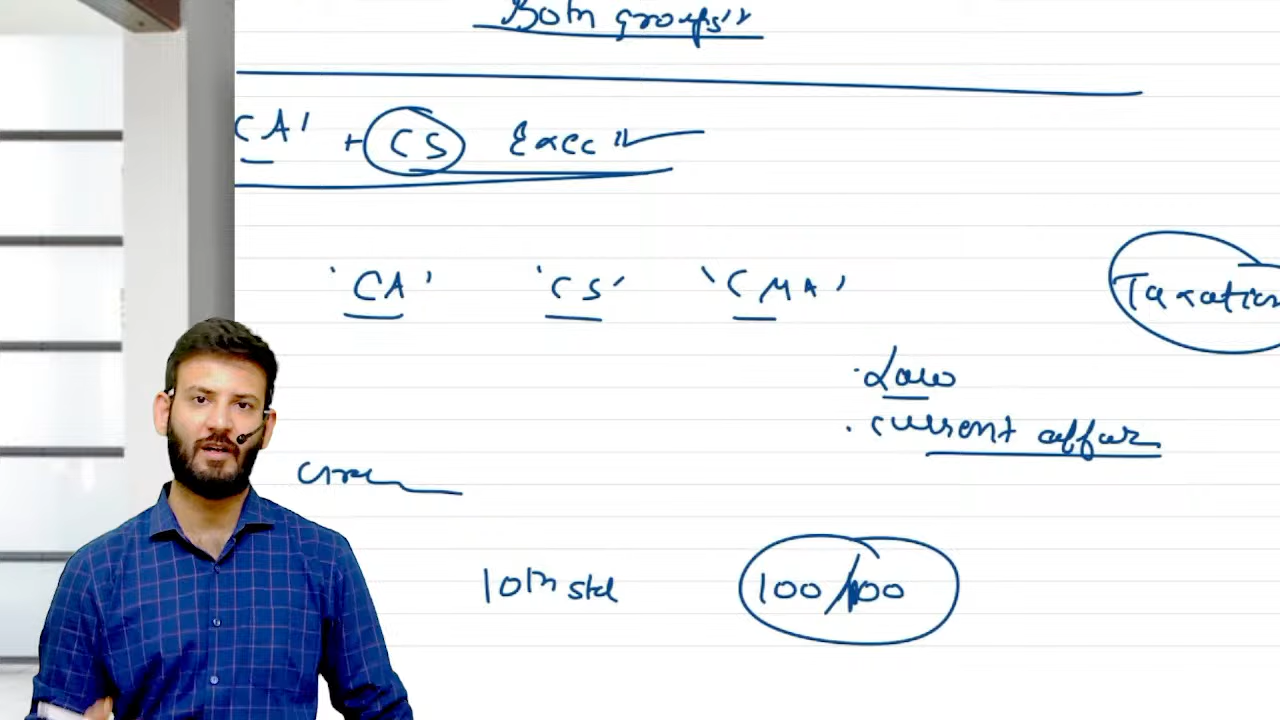 Both groups"
CA' + CS Exec "
'CA' 'CS' 'CMA'
Taxation
. Law
. current affair
10th std 100/100